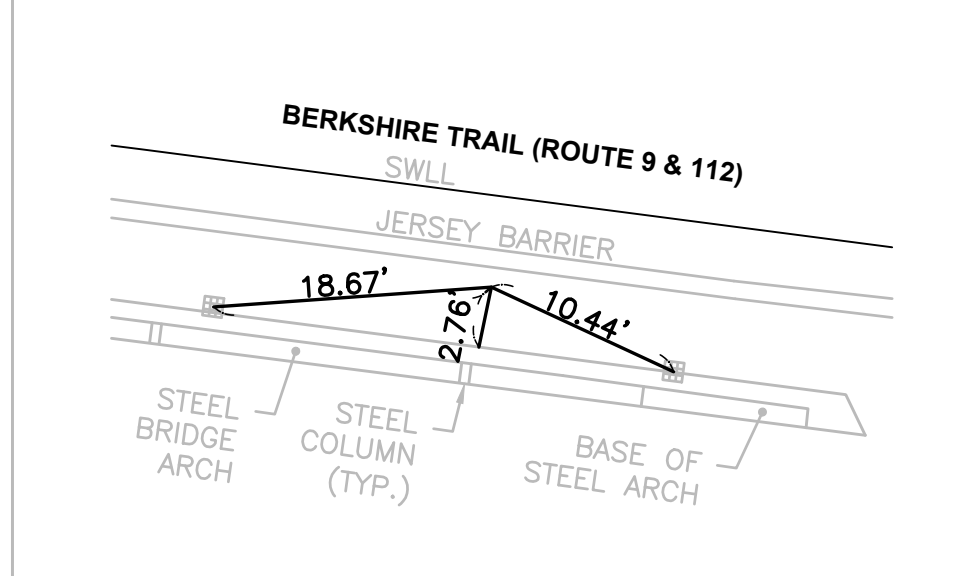 BERKSHIRE TRAIL (ROUTE 9 & 112)
SWLL
JERSEY BARRIER
18.67'
2.76'
10.44'
STEEL
BRIDGE
ARCH
STEEL
COLUMN
(TYP.)
BASE OF
STEEL ARCH